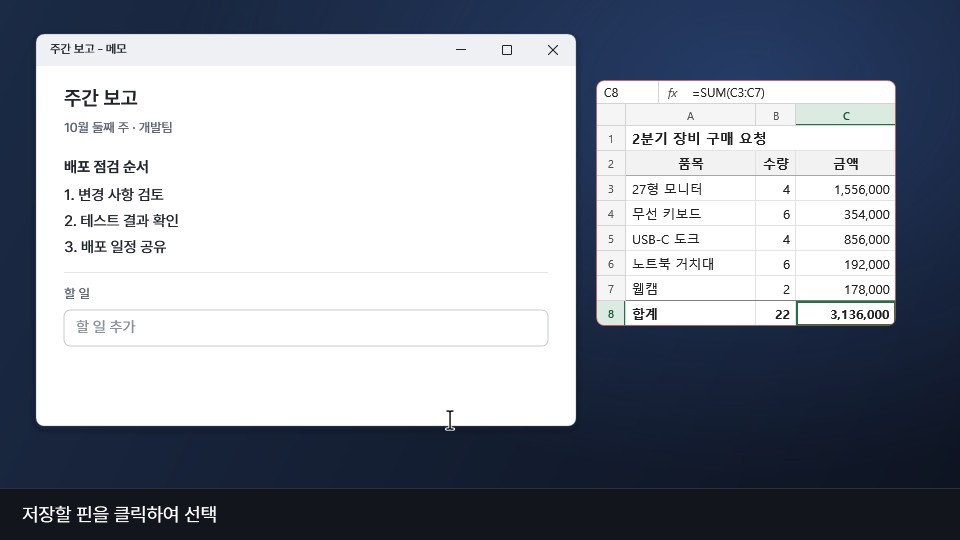 주간 보고 - 메모
주간 보고
10월 둘째 주 · 개발팀
배포 점검 순서
1. 변경 사항 검토
2. 테스트 결과 확인
3. 배포 일정 공유
할 일
할 일 추가
C8 fx =SUM(C3:C7)
A B C
1 2분기 장비 구매 요청
2 품목 수량 금액
3 27형 모니터 4 1,556,000
4 무선 키보드 6 354,000
5 USB-C 도크 4 856,000
6 노트북 거치대 6 192,000
7 웹캠 2 178,000
8 합계 22 3,136,000
저장할 핀을 클릭하여 선택